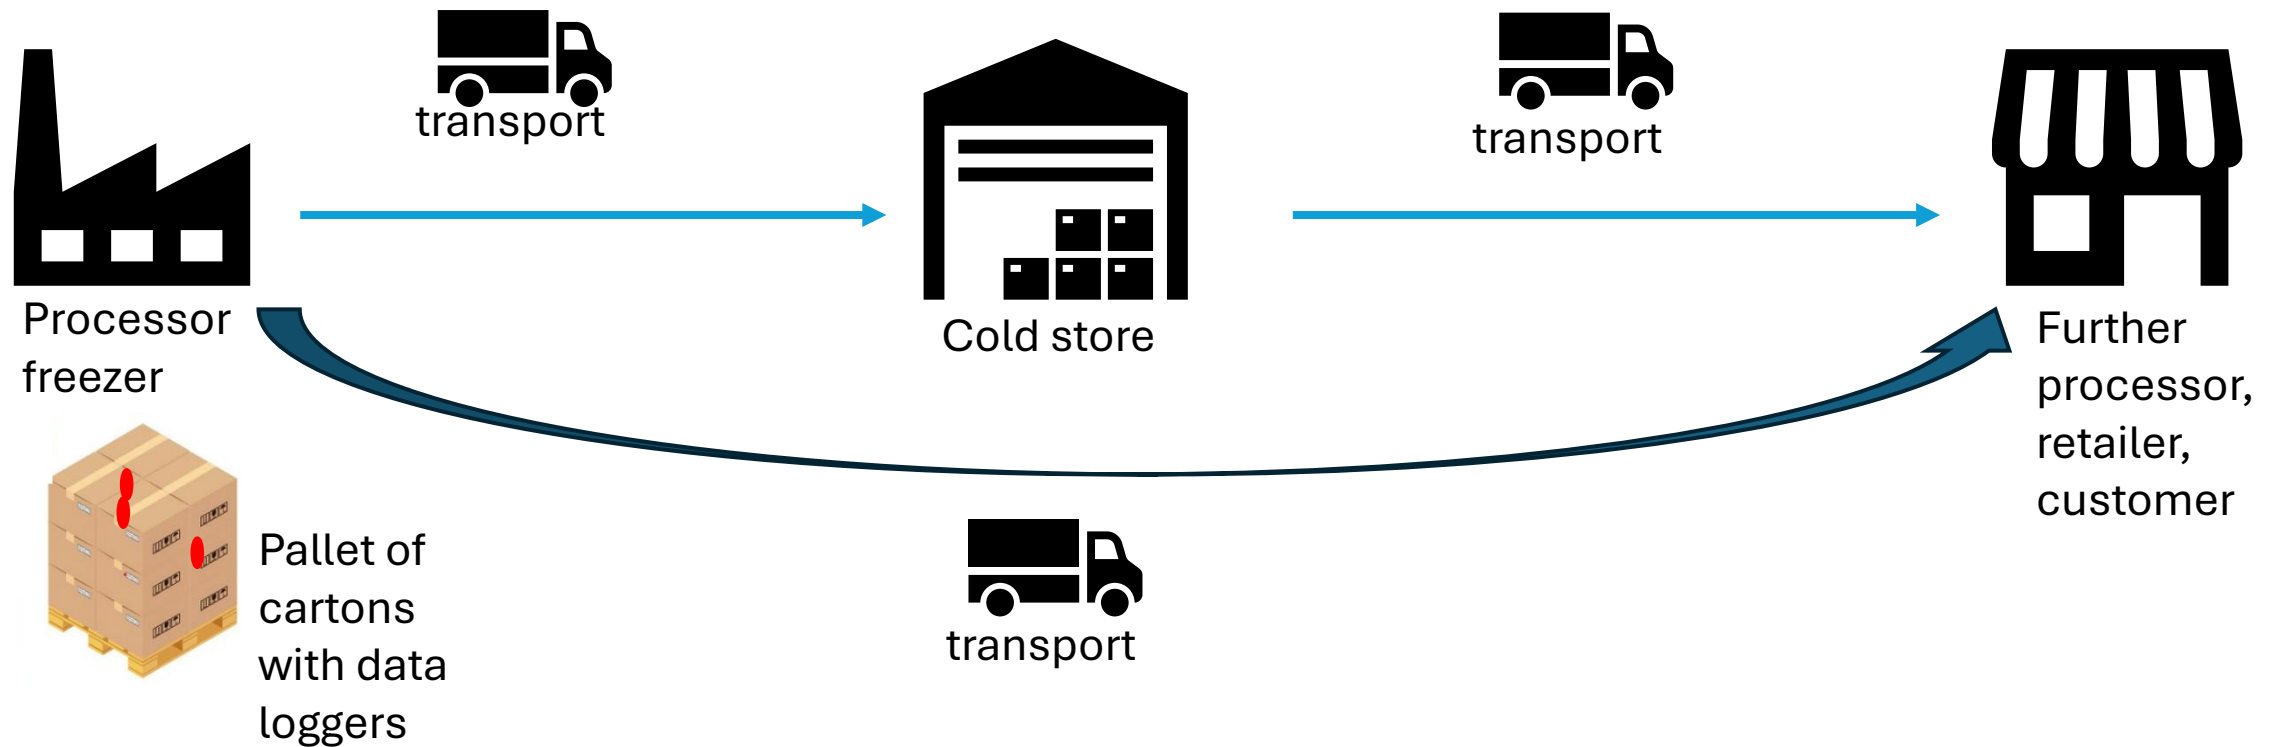 transport
transport
Processor
freezer
Cold store
Further
processor,
retailer,
customer
Pallet of
cartons
with data
loggers
transport